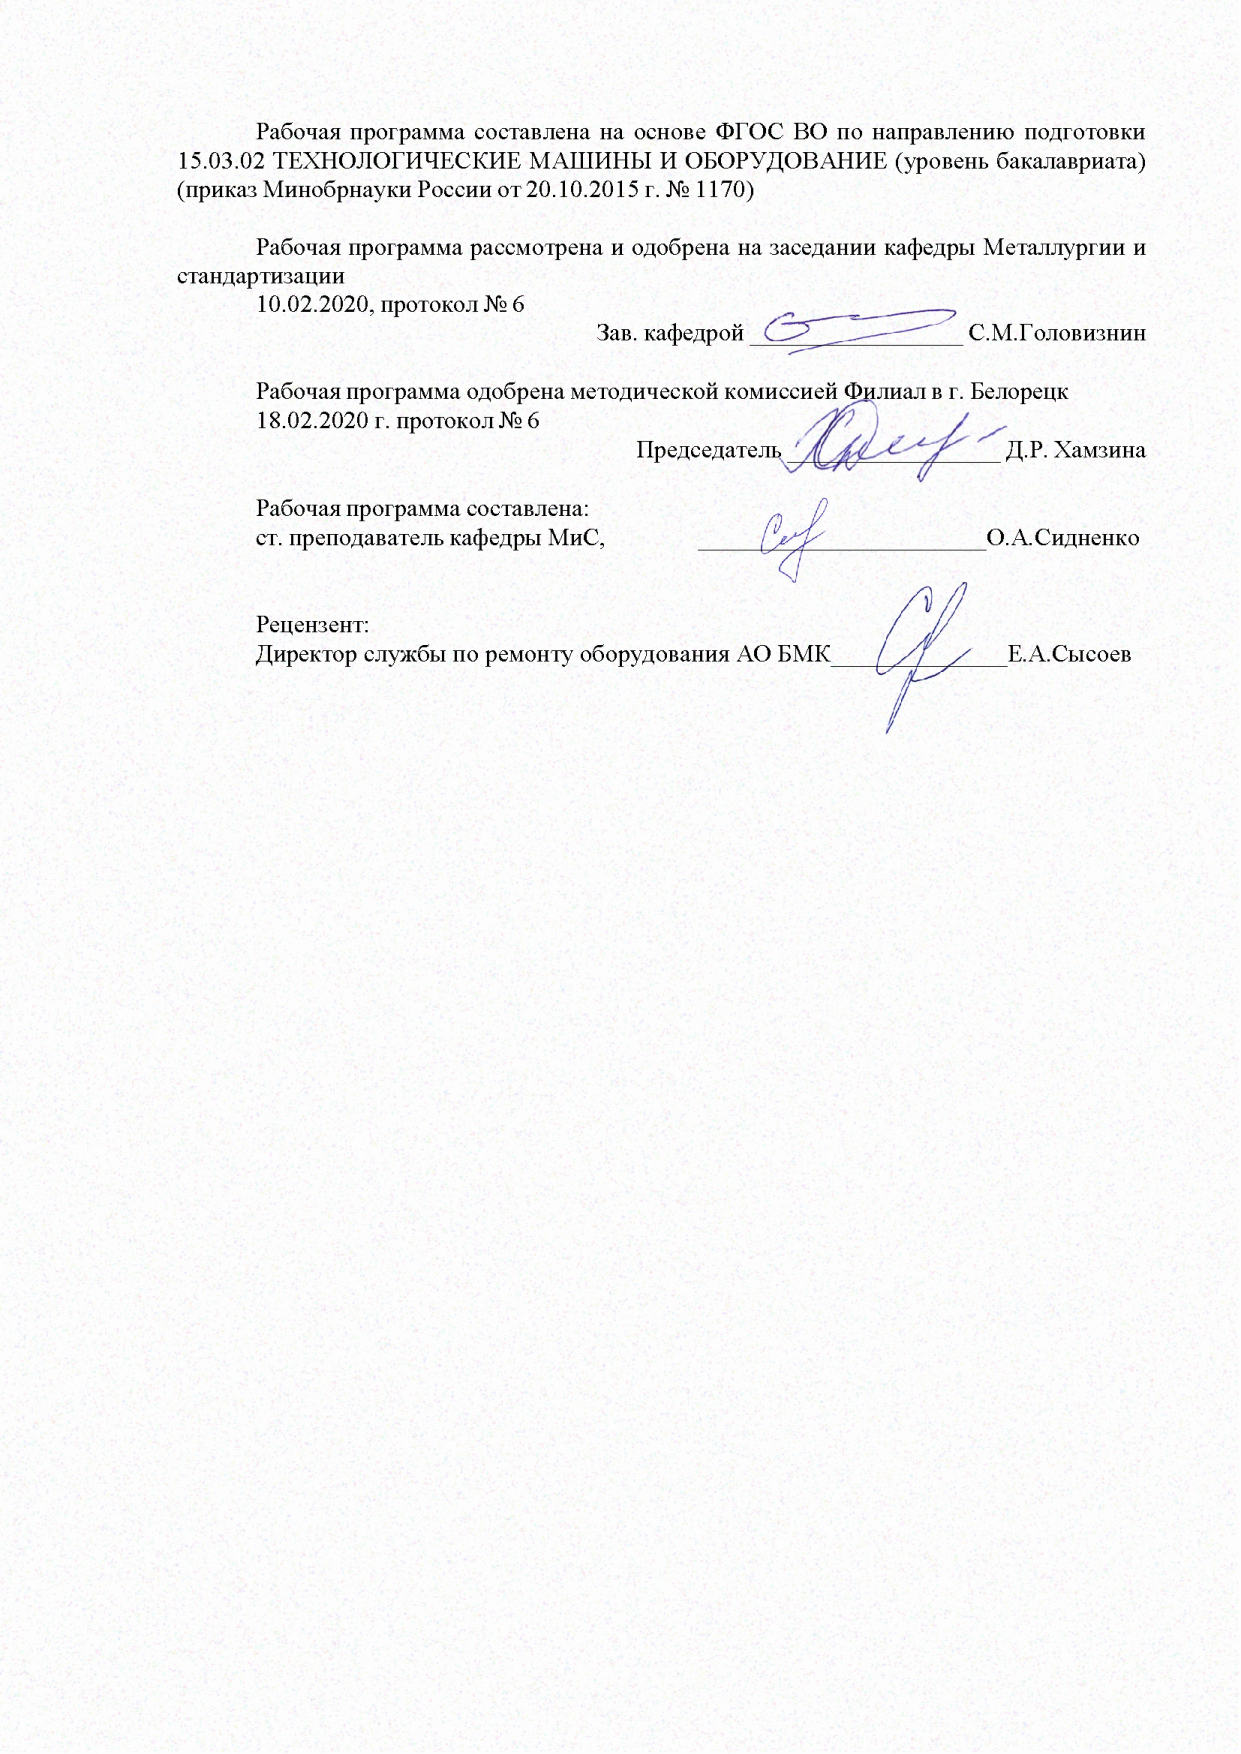 Рабочая программа составлена на основе ФГОС ВО по направлению подготовки
15.03.02 ТЕХНОЛОГИЧЕСКИЕ МАШИНЫ И ОБОРУДОВАНИЕ (уровень бакалавриата)
(приказ Минобрнауки России от 20.10.2015 г. № 1170)
Рабочая программа рассмотрена и одобрена на заседании кафедры Металлургии и
стандартизации
10.02.2020, протокол № 6
Зав. кафедрой _________________ С.М.Головизнин
Рабочая программа одобрена методической комиссией Филиал в г. Белорецк
18.02.2020 г. протокол № 6
Председатель _________________ Д.Р. Хамзина
Рабочая программа составлена:
ст. преподаватель кафедры МиС, _______________________О.А.Сидненко
Рецензент:
Директор службы по ремонту оборудования АО БМК______________Е.А.Сысоев